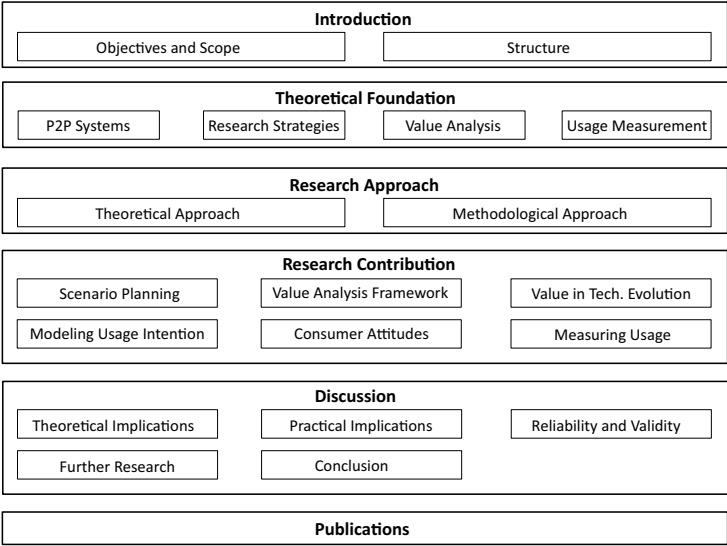 Introduction
Objectives and Scope
Structure
Theoretical Foundation
P2P Systems
Research Strategies
Value Analysis
Usage Measurement
Research Approach
Theoretical Approach
Methodological Approach
Research Contribution
Scenario Planning
Value Analysis Framework
Value in Tech. Evolution
Modeling Usage Intention
Consumer Attitudes
Measuring Usage
Discussion
Theoretical Implications
Practical Implications
Reliability and Validity
Further Research
Conclusion
Publications